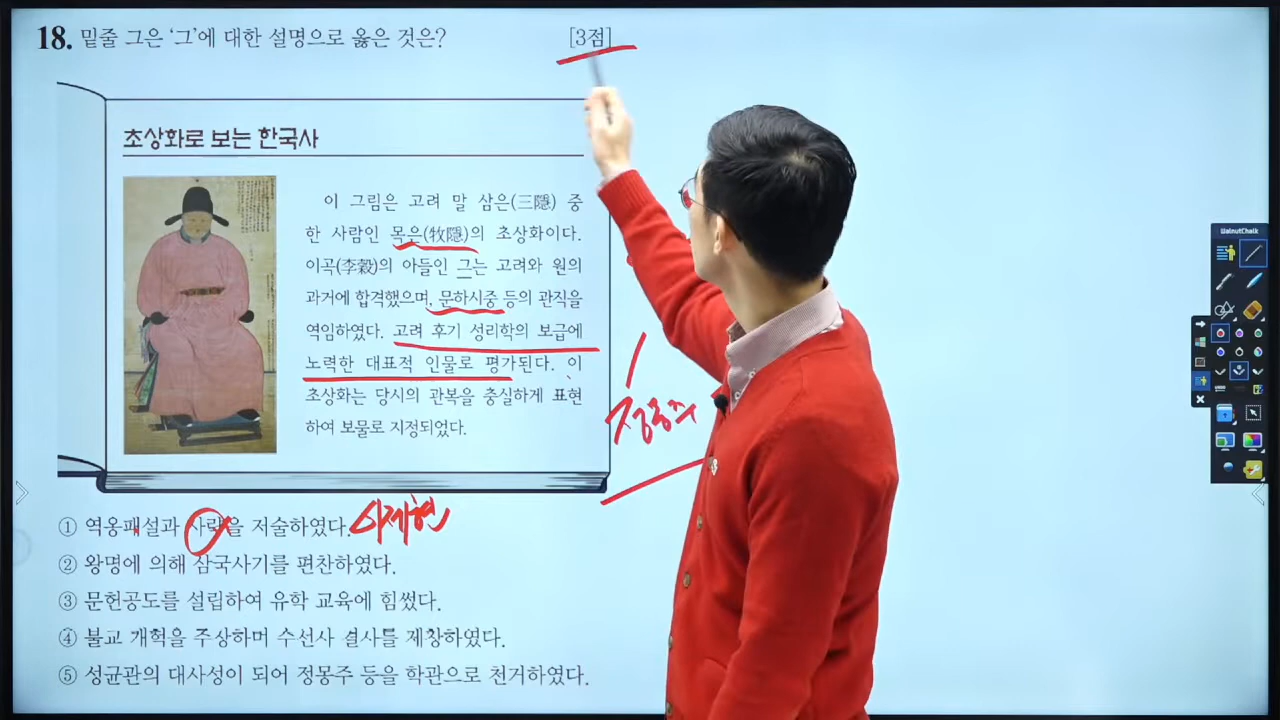 18. 밑줄 그은 '그'에 대한 설명으로 옳은 것은? [3점]
초상화로 보는 한국사
이 그림은 고려 말 삼은(三隱) 중
한 사람인 목은(牧隱)의 초상화이다.
이곡(李穀)의 아들인 그는 고려와 원의
과거에 합격했으며, 문하시중 등의 관직을
역임하였다. 고려 후기 성리학의 보급에
노력한 대표적 인물로 평가된다. 이
초상화는 당시의 관복을 충실하게 표현
하여 보물로 지정되었다.
정몽주
① 역옹패설과 사략을 저술하였다. 이제현
② 왕명에 의해 삼국사기를 편찬하였다.
③ 문헌공도를 설립하여 유학 교육에 힘썼다.
④ 불교 개혁을 주장하며 수선사 결사를 제창하였다.
⑤ 성균관의 대사성이 되어 정몽주 등을 학관으로 천거하였다.
WalnutChalk